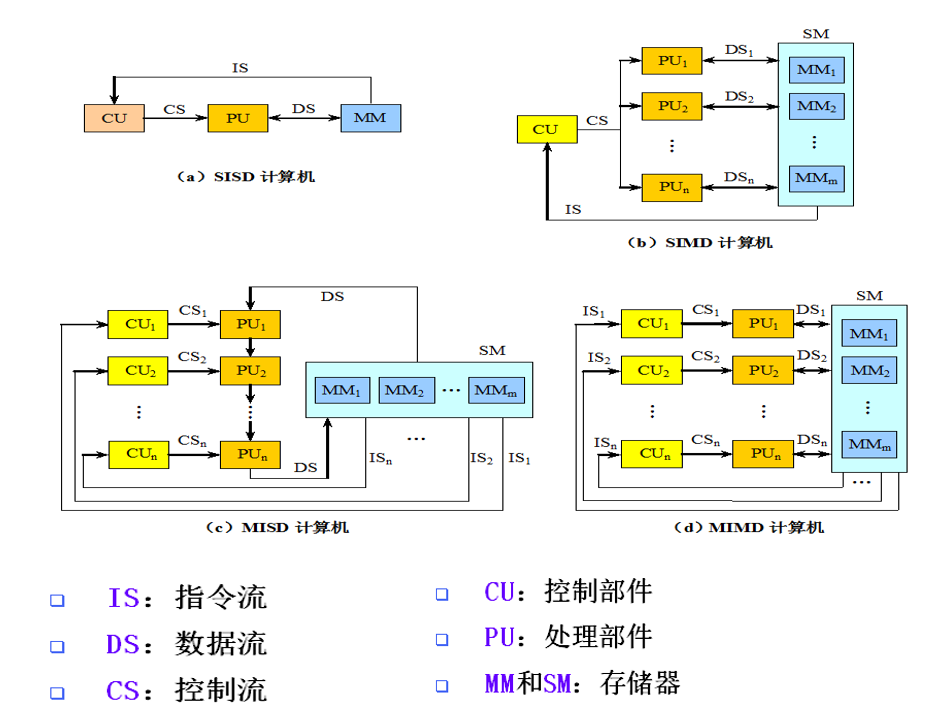 IS
CU CS PU DS MM
(a) SISD 计算机
SM
CU CS PU₁ DS₁ MM₁
PU₂ DS₂ MM₂
⋮ ⋮
PUₙ DSₙ MMₘ
IS
(b) SIMD 计算机
DS
CU₁ CS₁ PU₁
CU₂ CS₂ PU₂
SM
MM₁ MM₂ … MMₘ
⋮ ⋮
CUₙ CSₙ PUₙ DS
ISₙ … IS₂ IS₁
(c) MISD 计算机
SM
IS₁ CU₁ CS₁ PU₁ DS₁ MM₁
IS₂ CU₂ CS₂ PU₂ DS₂ MM₂
⋮ ⋮ ⋮
ISₙ CUₙ CSₙ PUₙ DSₙ MMₘ
…
(d) MIMD 计算机
IS：指令流
DS：数据流
CS：控制流
CU：控制部件
PU：处理部件
MM和SM：存储器